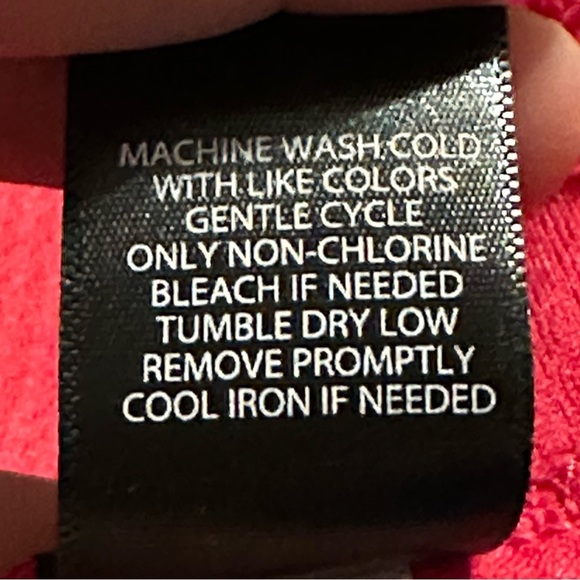 MACHINE WASH COLD
WITH LIKE COLORS
GENTLE CYCLE
ONLY NON-CHLORINE
BLEACH IF NEEDED
TUMBLE DRY LOW
REMOVE PROMPTLY
COOL IRON IF NEEDED